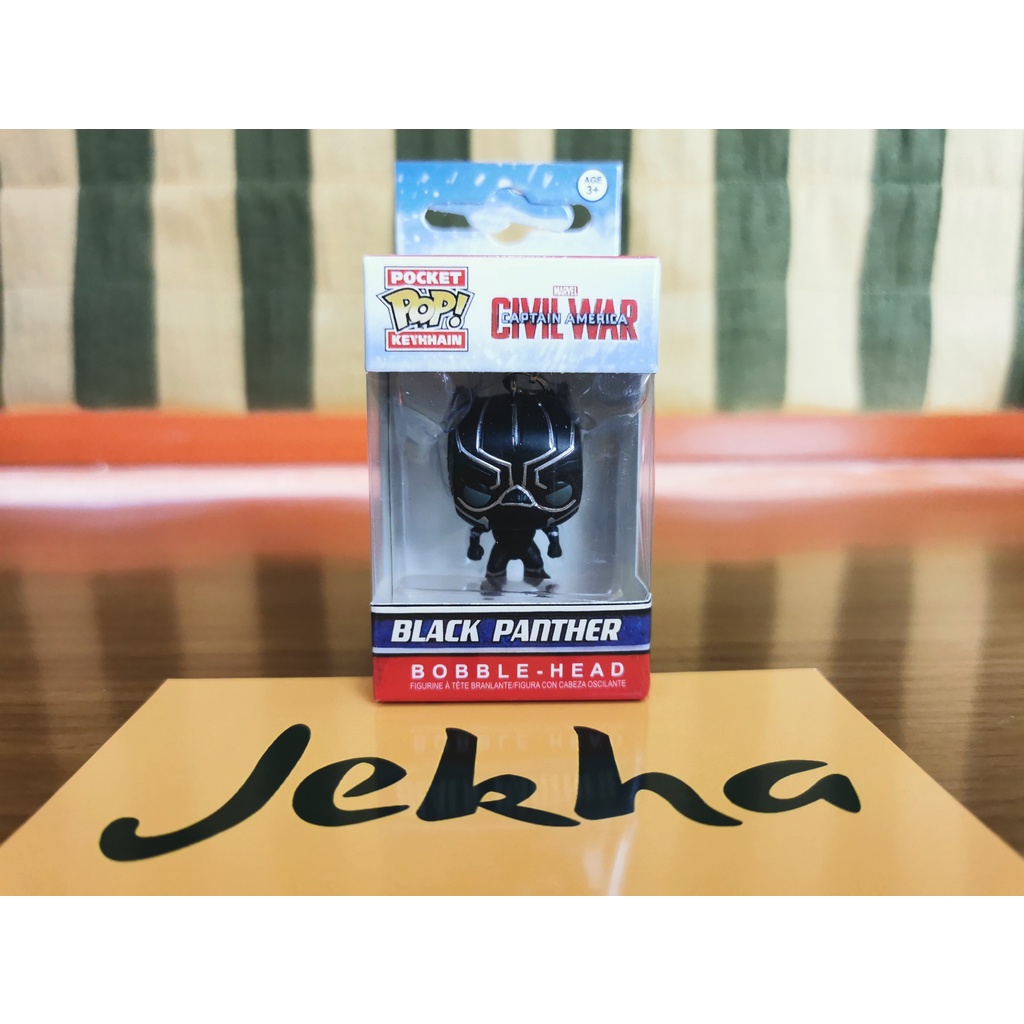 AGE
3+
POCKET
POP!
KEYKHAIN
MARVEL
CAPTAIN AMERICA
CIVIL WAR
BLACK PANTHER
BOBBLE-HEAD
FIGURINE À TÊTE BRANLANTE/FIGURA CON CABEZA OSCILANTE
Jekha